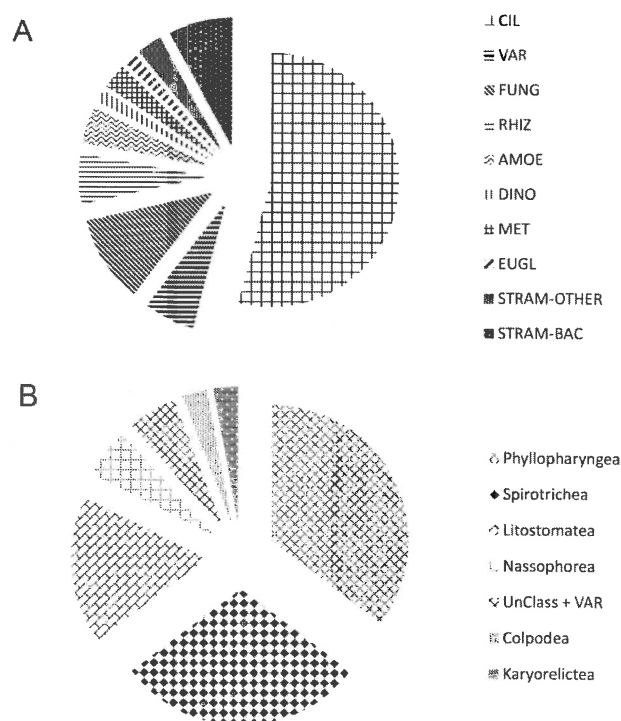 A
CIL
VAR
FUNG
RHIZ
AMOE
DINO
MET
EUGL
STRAM-OTHER
STRAM-BAC
B
Phyllopharyngea
Spirotrichea
Litostomatea
Nassophorea
UnClass + VAR
Colpodea
Karyorelictea